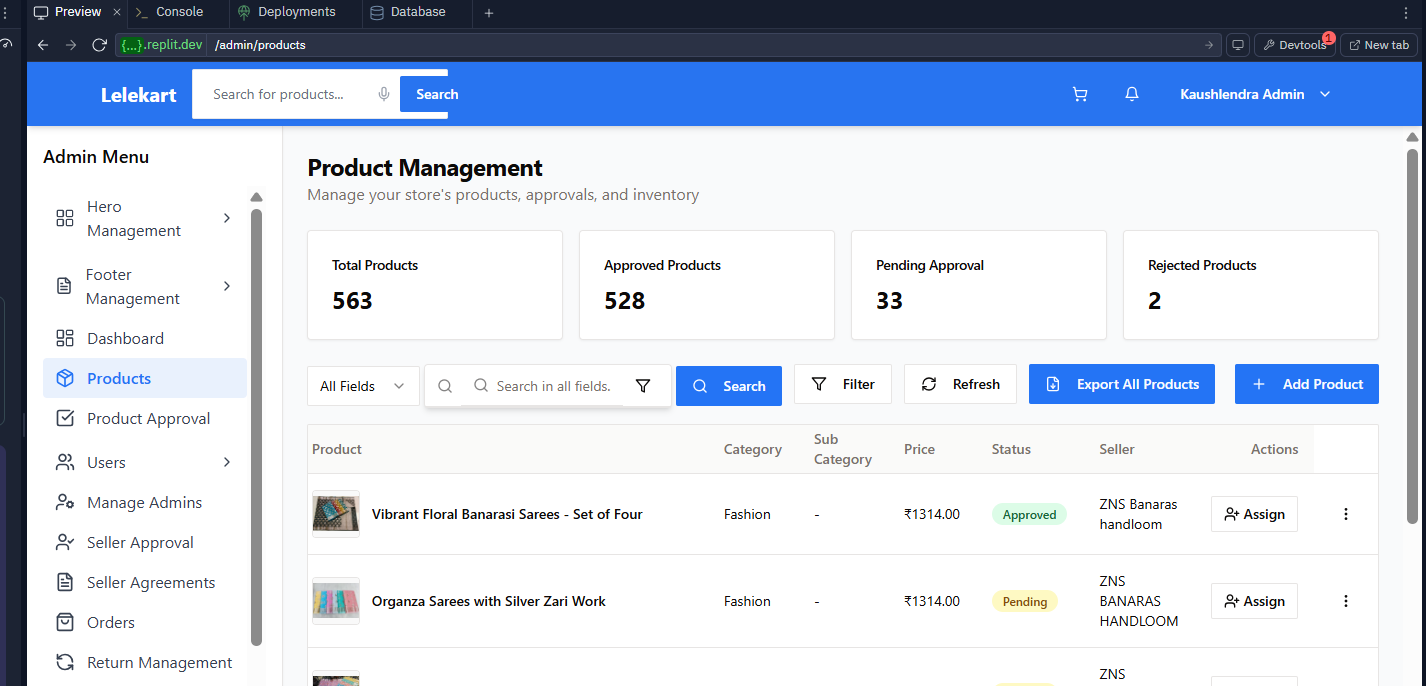 Preview
Console
Deployments
Database
{...}.replit.dev /admin/products
Devtools
1
New tab
Lelekart
Search for products...
Search
Kaushlendra Admin
Admin Menu
Hero
Management
Footer
Management
Dashboard
Products
Product Approval
Users
Manage Admins
Seller Approval
Seller Agreements
Orders
Return Management
Product Management
Manage your store's products, approvals, and inventory
Total Products
563
Approved Products
528
Pending Approval
33
Rejected Products
2
All Fields
Search in all fields.
Search
Filter
Refresh
Export All Products
Add Product
Product Category Sub Category Price Status Seller Actions
Vibrant Floral Banarasi Sarees - Set of Four Fashion - ₹1314.00 Approved ZNS Banaras handloom Assign
Organza Sarees with Silver Zari Work Fashion - ₹1314.00 Pending ZNS BANARAS HANDLOOM Assign
ZNS